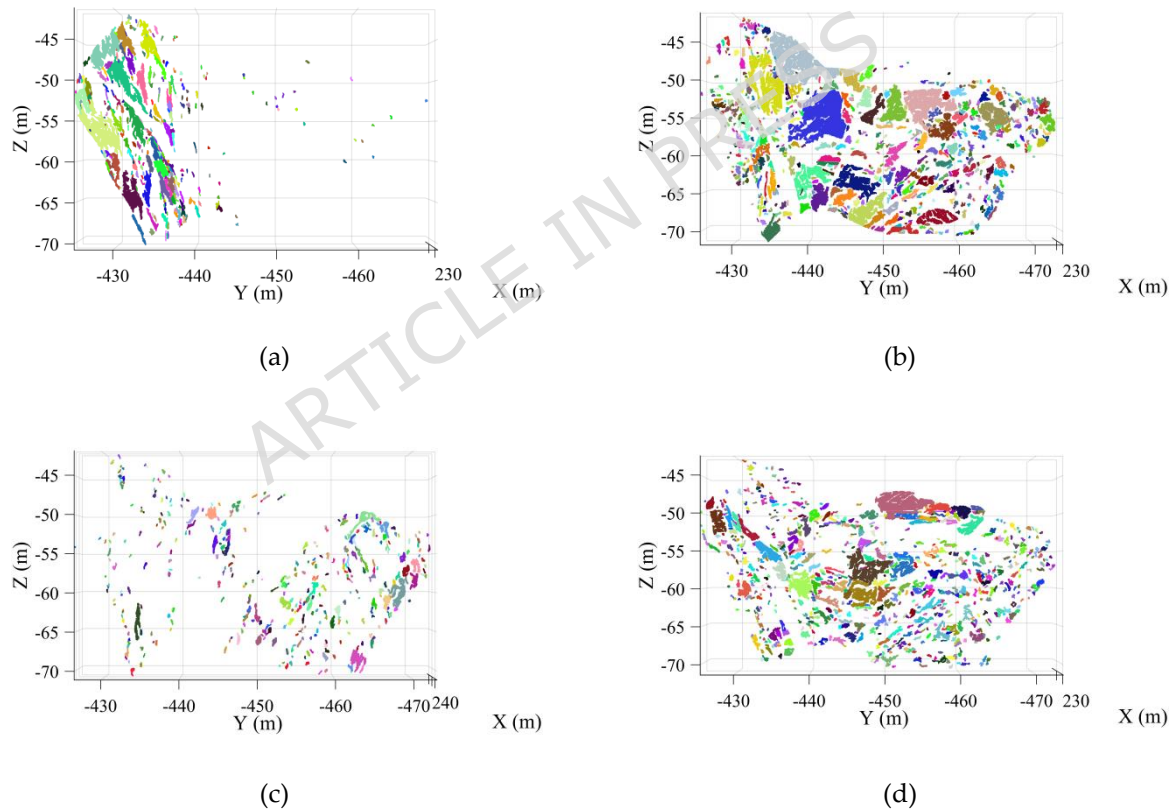 -45
-50
-55
-60
-65
-70
Z (m)
-430 -440 -450 -460 230
Y (m) X (m)
(a)
-45
-50
-55
-60
-65
-70
Z (m)
-430 -440 -450 -460 -470 230
Y (m) X (m)
(b)
ARTICLE IN PRESS
-45
-50
-55
-60
-65
-70
Z (m)
-430 -440 -450 -460 -470 240
Y (m) X (m)
(c)
-45
-50
-55
-60
-65
-70
Z (m)
-430 -440 -450 -460 -470 230
Y (m) X (m)
(d)